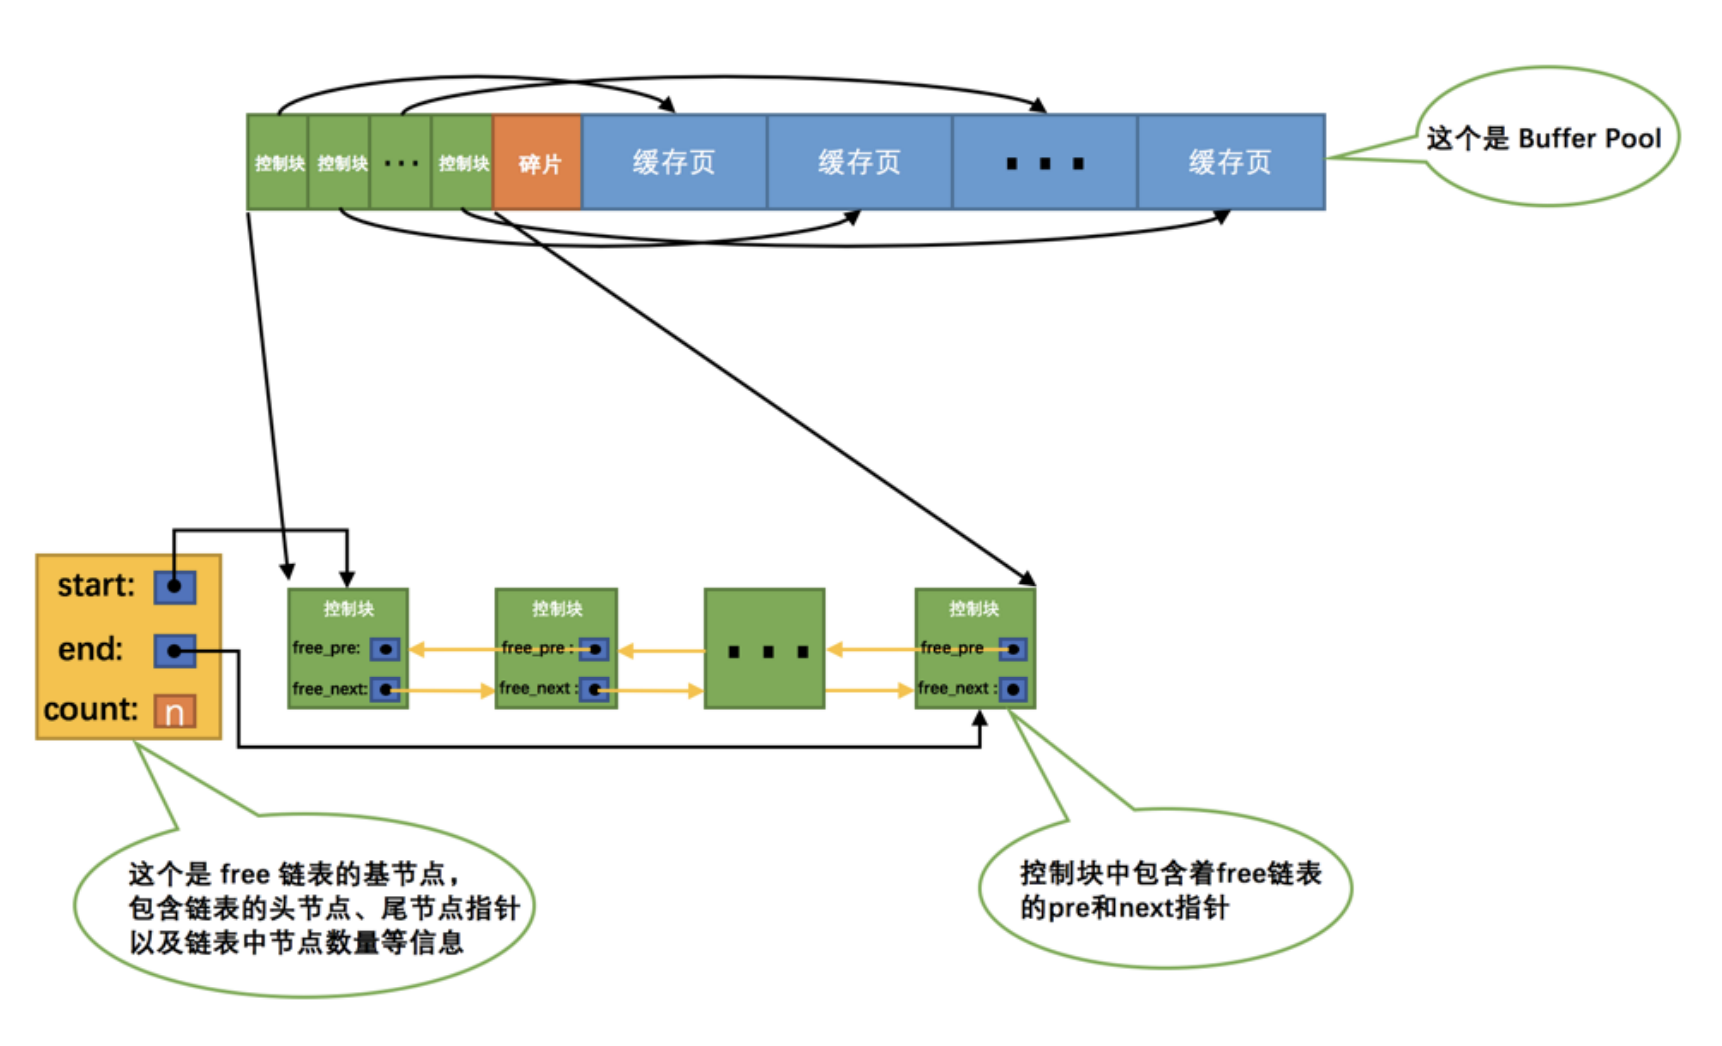 控制块 控制块 ... 控制块 碎片 缓存页 缓存页 ... 缓存页
这个是 Buffer Pool
start:
end:
count: n
控制块
free_pre:
free_next:
控制块
free_pre :
free_next :
...
控制块
free_pre
free_next :
这个是 free 链表的基节点，
包含链表的头节点、尾节点指针
以及链表中节点数量等信息
控制块中包含着free链表
的pre和next指针